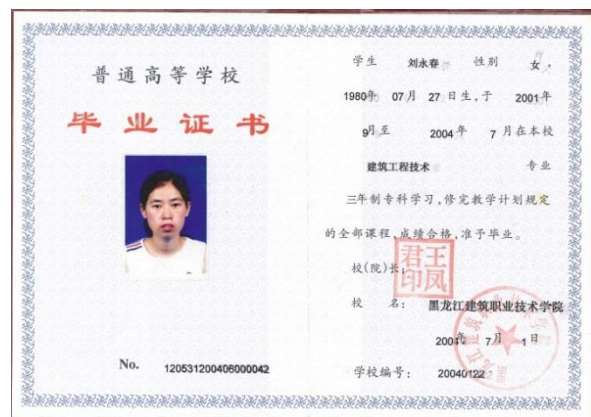 普通高等学校
毕业证书
No. 120531200406000042
学生 刘永春 性别 女,
1980年 07月 27日生,于 2001年
9月至 2004年 7月在本校
建筑工程技术 专业
三年制专科学习,修完教学计划规定
的全部课程,成绩合格,准予毕业。
校(院)长:
王凤君印
校 名: 黑龙江建筑职业技术学院
2004年 7月 1日
学校编号: 20040122